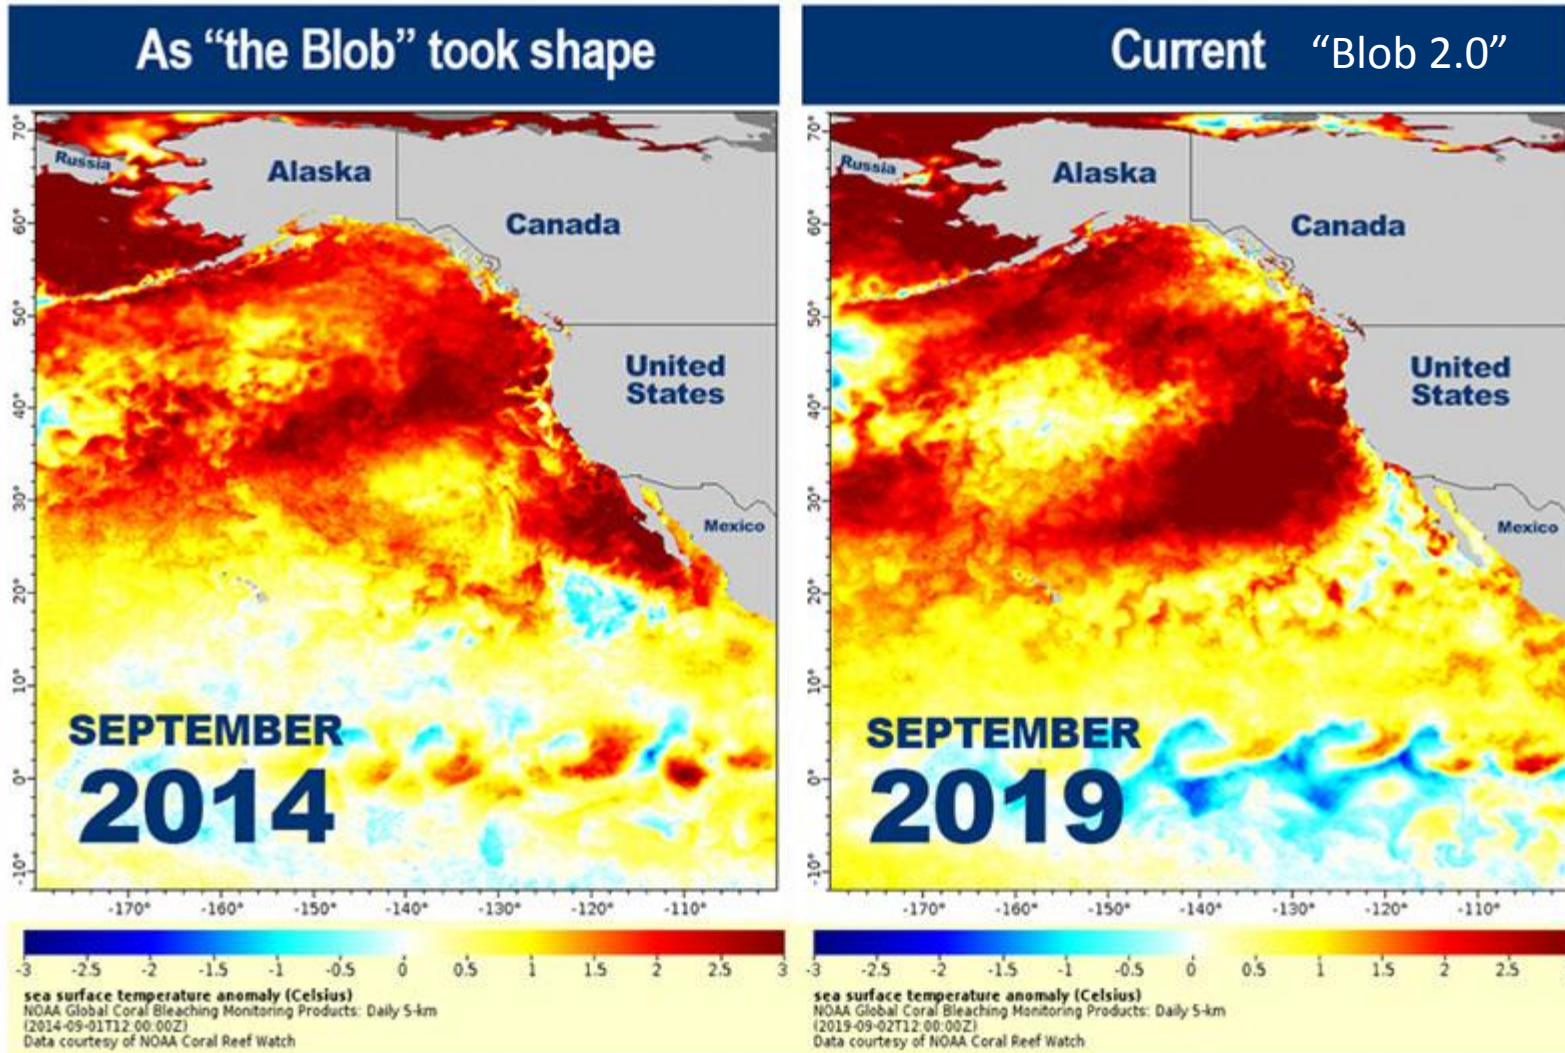 As “the Blob” took shape
70°
60°
50°
40°
30°
20°
10°
0°
-10°
Russia
Alaska
Canada
United
States
Mexico
SEPTEMBER
2014
-170° -160° -150° -140° -130° -120° -110°
-3 -2.5 -2 -1.5 -1 -0.5 0 0.5 1 1.5 2 2.5 3
sea surface temperature anomaly (Celsius)
NOAA Global Coral Bleaching Monitoring Products: Daily 5-km
(2014-09-01T12:00:00Z)
Data courtesy of NOAA Coral Reef Watch
Current “Blob 2.0”
70°
60°
50°
40°
30°
20°
10°
0°
-10°
Russia
Alaska
Canada
United
States
Mexico
SEPTEMBER
2019
-170° -160° -150° -140° -130° -120° -110°
-3 -2.5 -2 -1.5 -1 -0.5 0 0.5 1 1.5 2 2.5
sea surface temperature anomaly (Celsius)
NOAA Global Coral Bleaching Monitoring Products: Daily 5-km
(2019-09-02T12:00:00Z)
Data courtesy of NOAA Coral Reef Watch